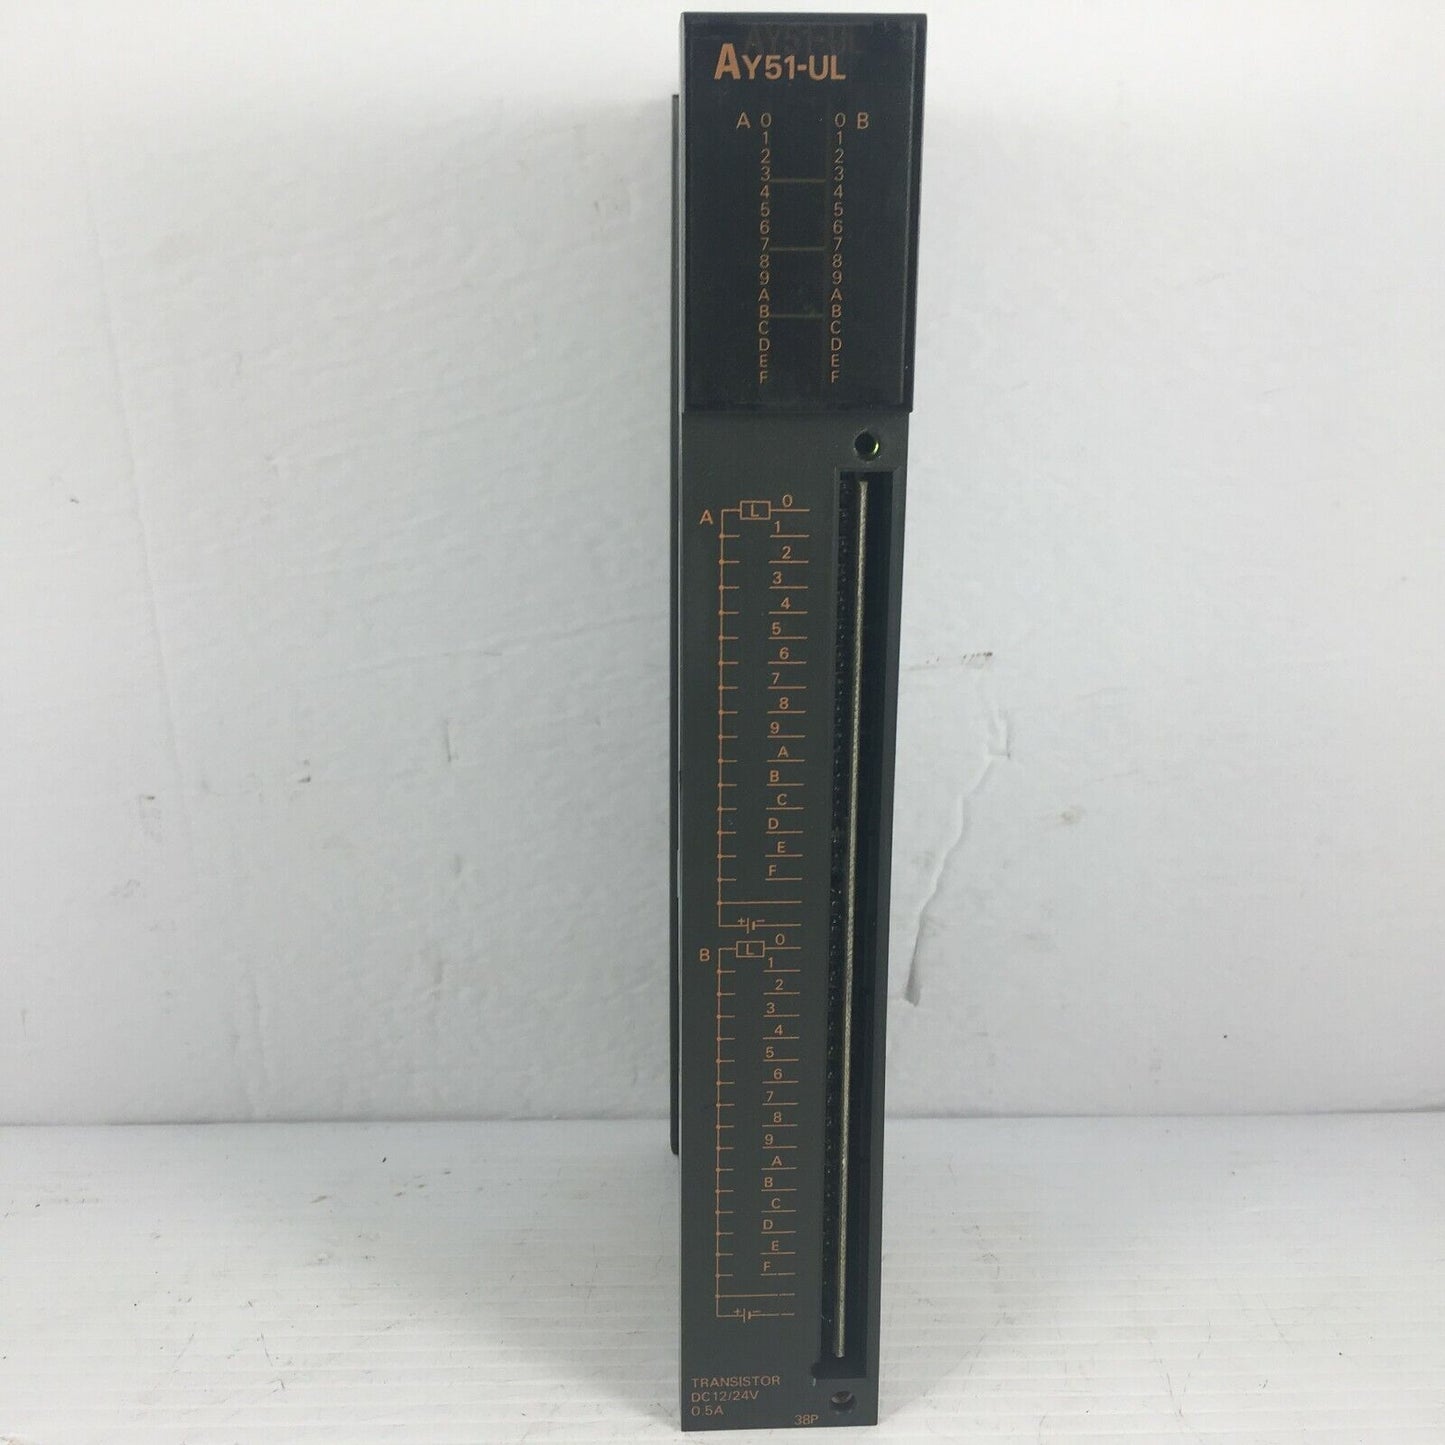 AY51-UL
AY51-UL
A 0 0 B
1 1
2 2
3 3
4 4
5 5
6 6
7 7
8 8
9 9
A A
B B
C C
D D
E E
F F
A L 0
1
2
3
4
5
6
7
8
9
A
B
C
D
E
F
+ −
B L 0
1
2
3
4
5
6
7
8
9
A
B
C
D
E
F
+ −
TRANSISTOR
DC12/24V
0.5A
38P